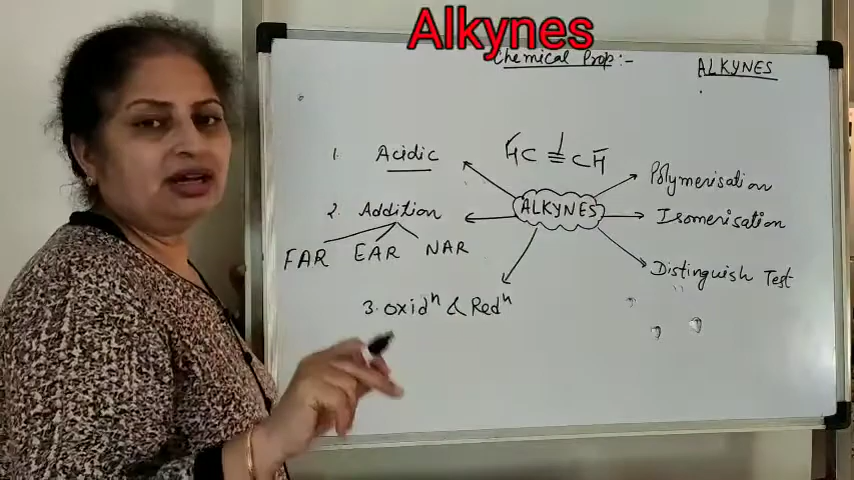 Alkynes
Chemical Prop:-
ALKYNES
HC ≡ CH
1. Acidic
Polymerisation
2. Addition
ALKYNES
Isomerisation
FAR EAR NAR
Distinguish Test
3. oxidⁿ & Redⁿ